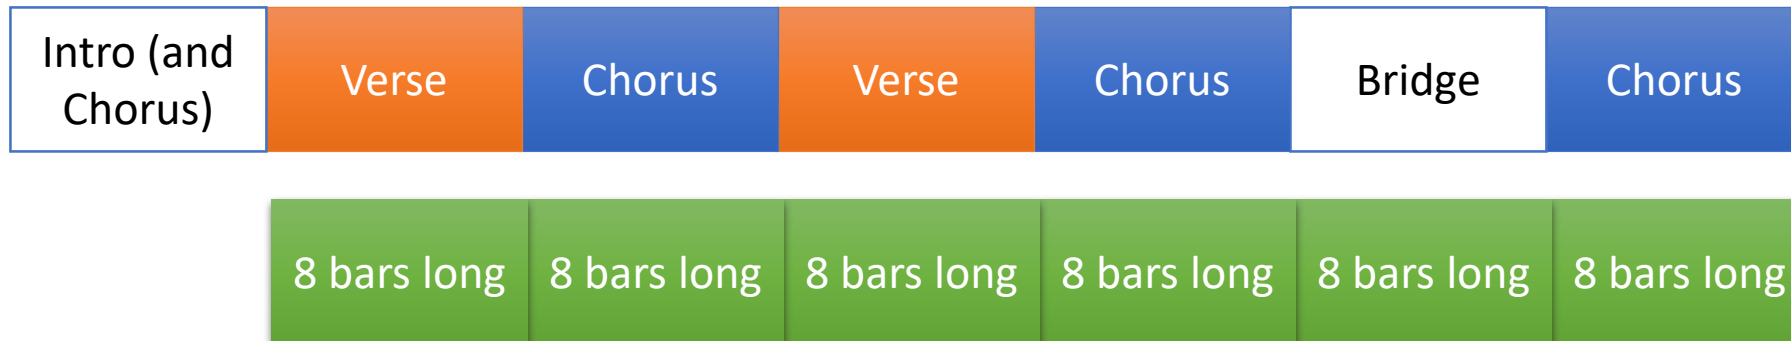 Intro (and
Chorus)
Verse
Chorus
Verse
Chorus
Bridge
Chorus
8 bars long
8 bars long
8 bars long
8 bars long
8 bars long
8 bars long